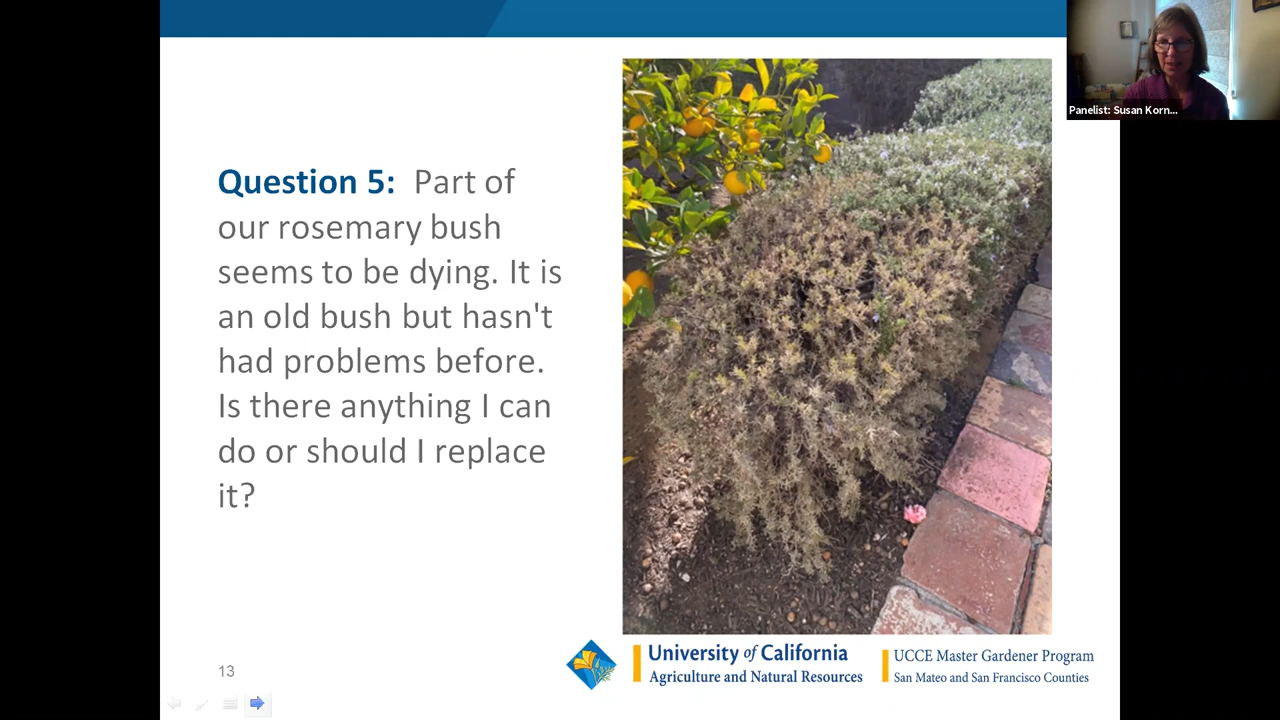 Panelist: Susan Korn...
Question 5: Part of
our rosemary bush
seems to be dying. It is
an old bush but hasn't
had problems before.
Is there anything I can
do or should I replace
it?
University of California
Agriculture and Natural Resources
UCCE Master Gardener Program
San Mateo and San Francisco Counties
13